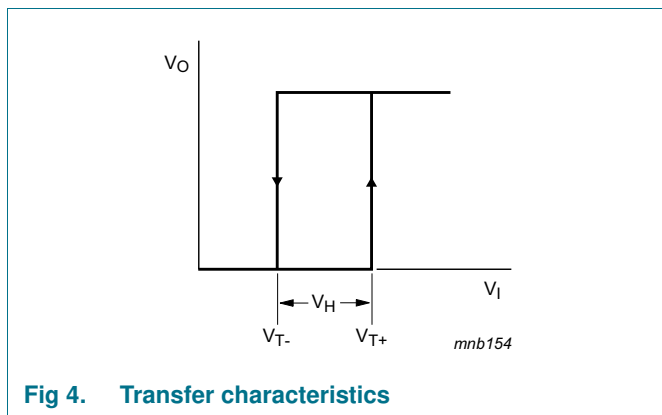 VO
VI
VH
VT-
VT+
mnb154
Fig 4. Transfer characteristics